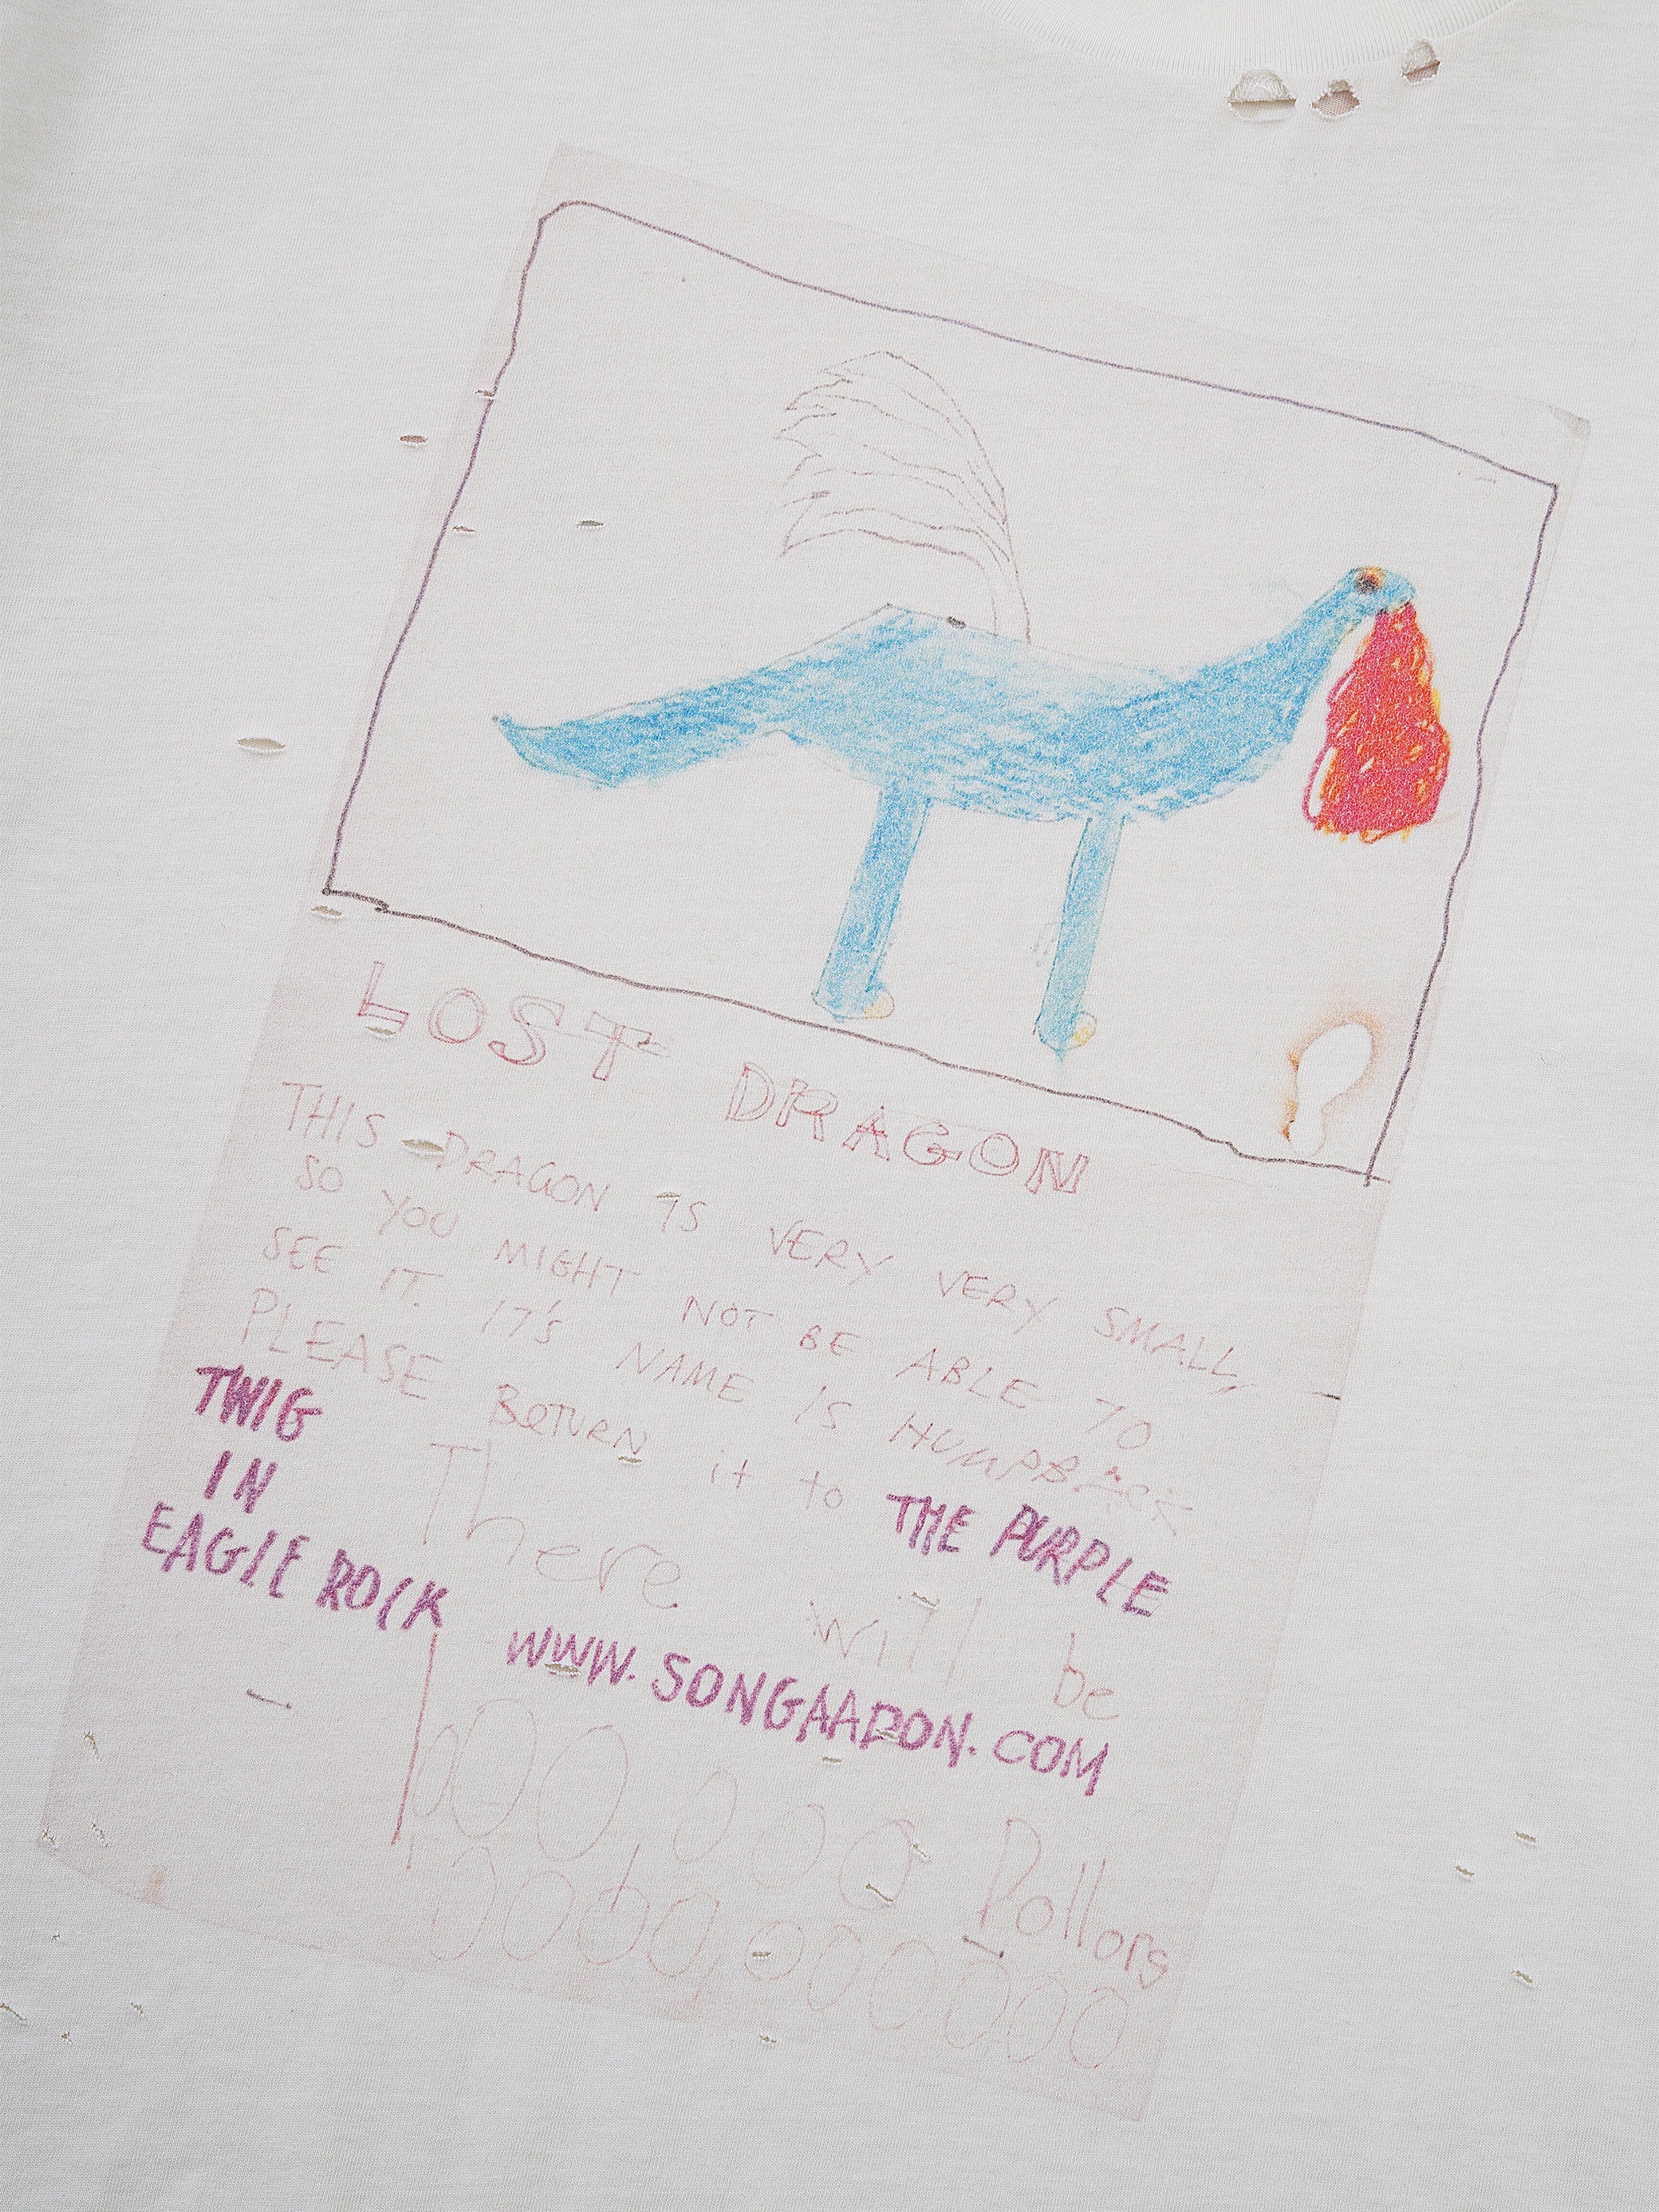 LOST DRAGON
THIS DRAGON IS VERY VERY SMALL,
SO YOU MIGHT NOT BE ABLE TO
SEE IT. IT'S NAME IS HUMPBACK
PLEASE RETURN it to THE PURPLE
TWIG
IN
EAGLE ROCK
There will be
WWW.SONGAADON.COM
Dollors